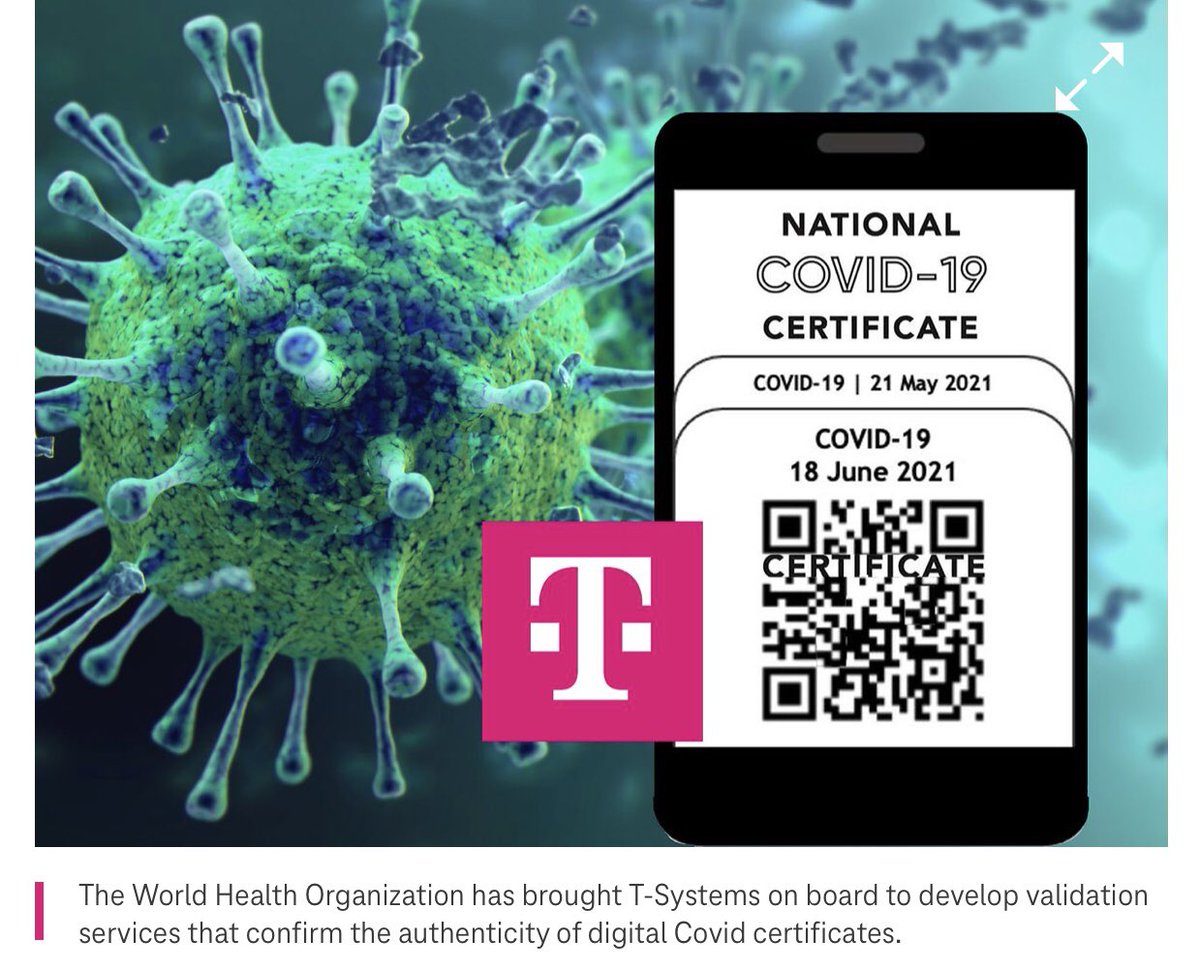 NATIONAL
COVID-19
CERTIFICATE
COVID-19 | 21 May 2021
COVID-19
18 June 2021
CERTIFICATE
T
The World Health Organization has brought T-Systems on board to develop validation
services that confirm the authenticity of digital Covid certificates.